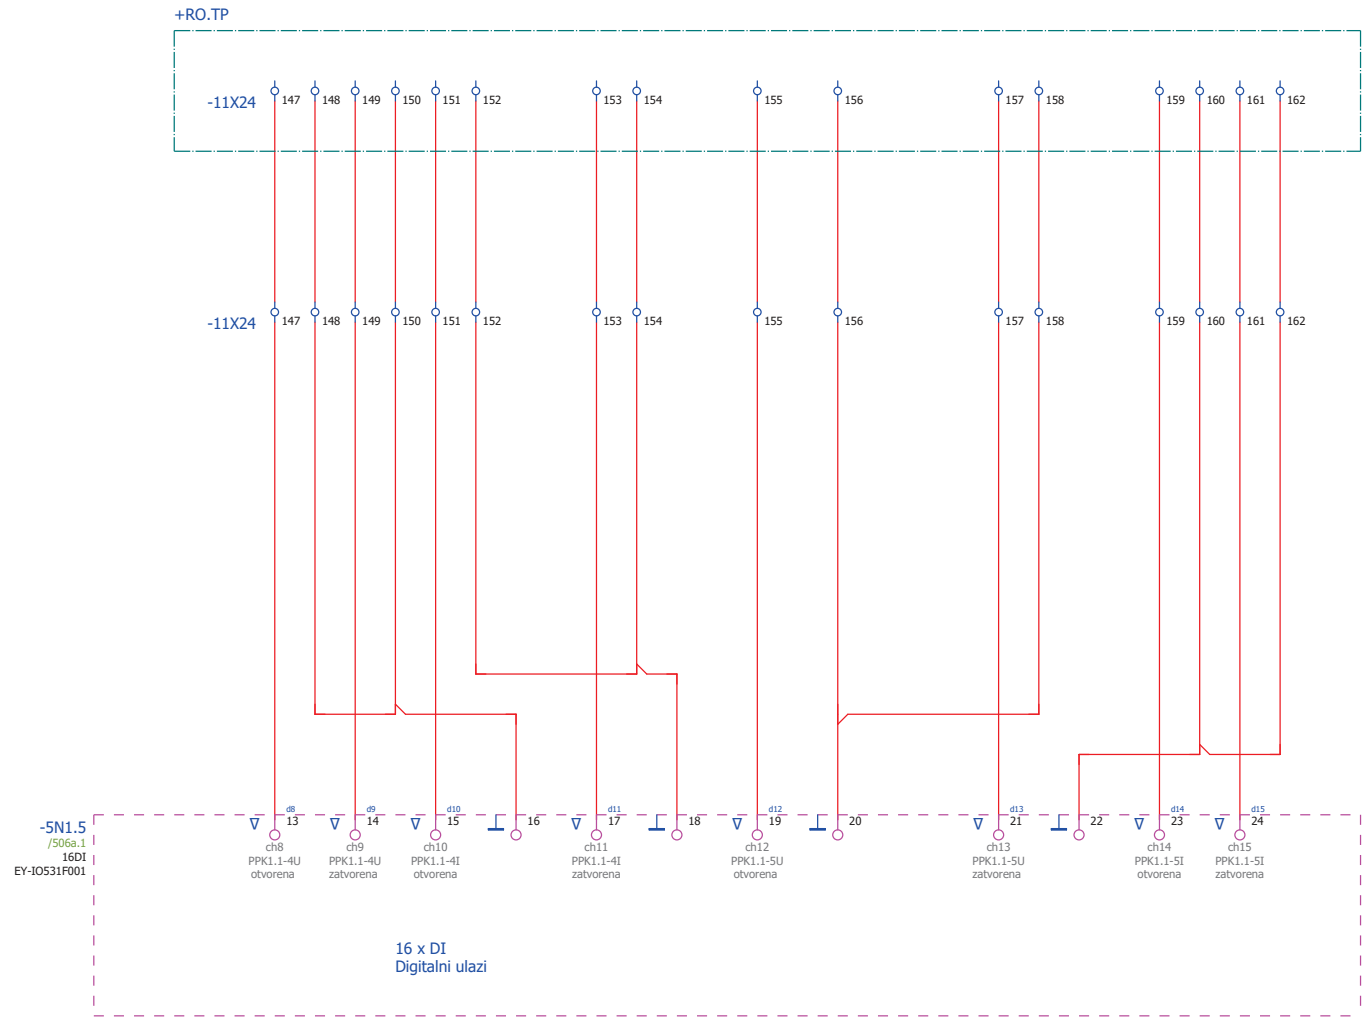 +RO.TP
-11X24 147 148 149 150 151 152 153 154 155 156 157 158 159 160 161 162
-11X24 147 148 149 150 151 152 153 154 155 156 157 158 159 160 161 162
d8 d9 d10 d11 d12 d13 d14 d15
-5N1.5 13 14 15 16 17 18 19 20 21 22 23 24
/506a.1
16DI
EY-IO531F001
ch8 ch9 ch10 ch11 ch12 ch13 ch14 ch15
PPK1.1-4U PPK1.1-4U PPK1.1-4I PPK1.1-4I PPK1.1-5U PPK1.1-5U PPK1.1-5I PPK1.1-5I
otvorena zatvorena otvorena zatvorena otvorena zatvorena otvorena zatvorena
16 x DI
Digitalni ulazi